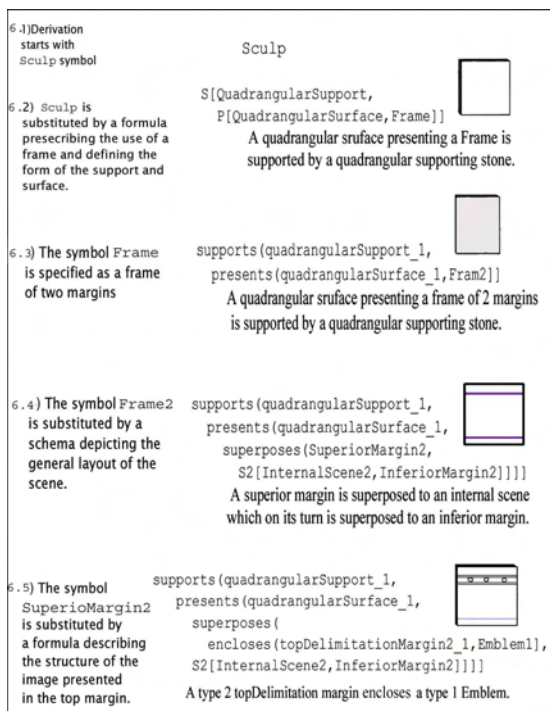 6.1)Derivation
starts with
Sculp symbol
Sculp
6.2) Sculp is
substituted by a formula
presecribing the use of a
frame and defining the
form of the support and
surface.
S[QuadrangularSupport,
P[QuadrangularSurface,Frame]]
A quadrangular sruface presenting a Frame is
supported by a quadrangular supporting stone.
6.3) The symbol Frame
is specified as a frame
of two margins
supports(quadrangularSupport_1,
presents(quadrangularSurface_1,Fram2]]
A quadrangular sruface presenting a frame of 2 margins
is supported by a quadrangular supporting stone.
6.4) The symbol Frame2
is substituted by a
schema depicting the
general layout of the
scene.
supports(quadrangularSupport_1,
presents(quadrangularSurface_1,
superposes(SuperiorMargin2,
S2[InternalScene2,InferiorMargin2]]]]
A superior margin is superposed to an internal scene
which on its turn is superposed to an inferior margin.
6.5) The symbol
SuperioMargin2
is substituted by
a formula describing
the structure of the
image presented
in the top margin.
supports(quadrangularSupport_1,
presents(quadrangularSurface_1,
superposes(
encloses(topDelimitationMargin2_1,Emblem1],
S2[InternalScene2,InferiorMargin2]]]]
A type 2 topDelimitation margin encloses a type 1 Emblem.